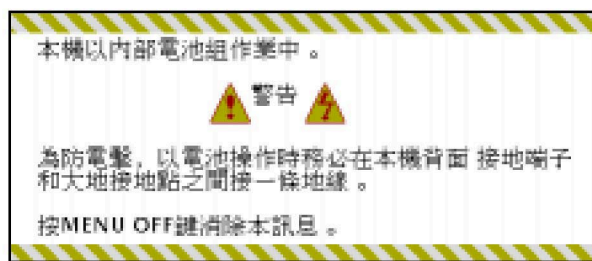 本機以內部電池組作業中。
警告
為防電擊，以電池操作時務必在本機背面 接地端子
和大地接地點之間接一條地線。
按MENU OFF鍵消除本訊息。